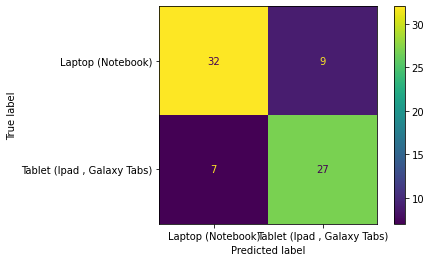 Laptop (Notebook)
32
9
Tablet (Ipad , Galaxy Tabs)
7
27
True label
Laptop (Notebook)
Tablet (Ipad , Galaxy Tabs)
Predicted label
30
25
20
15
10